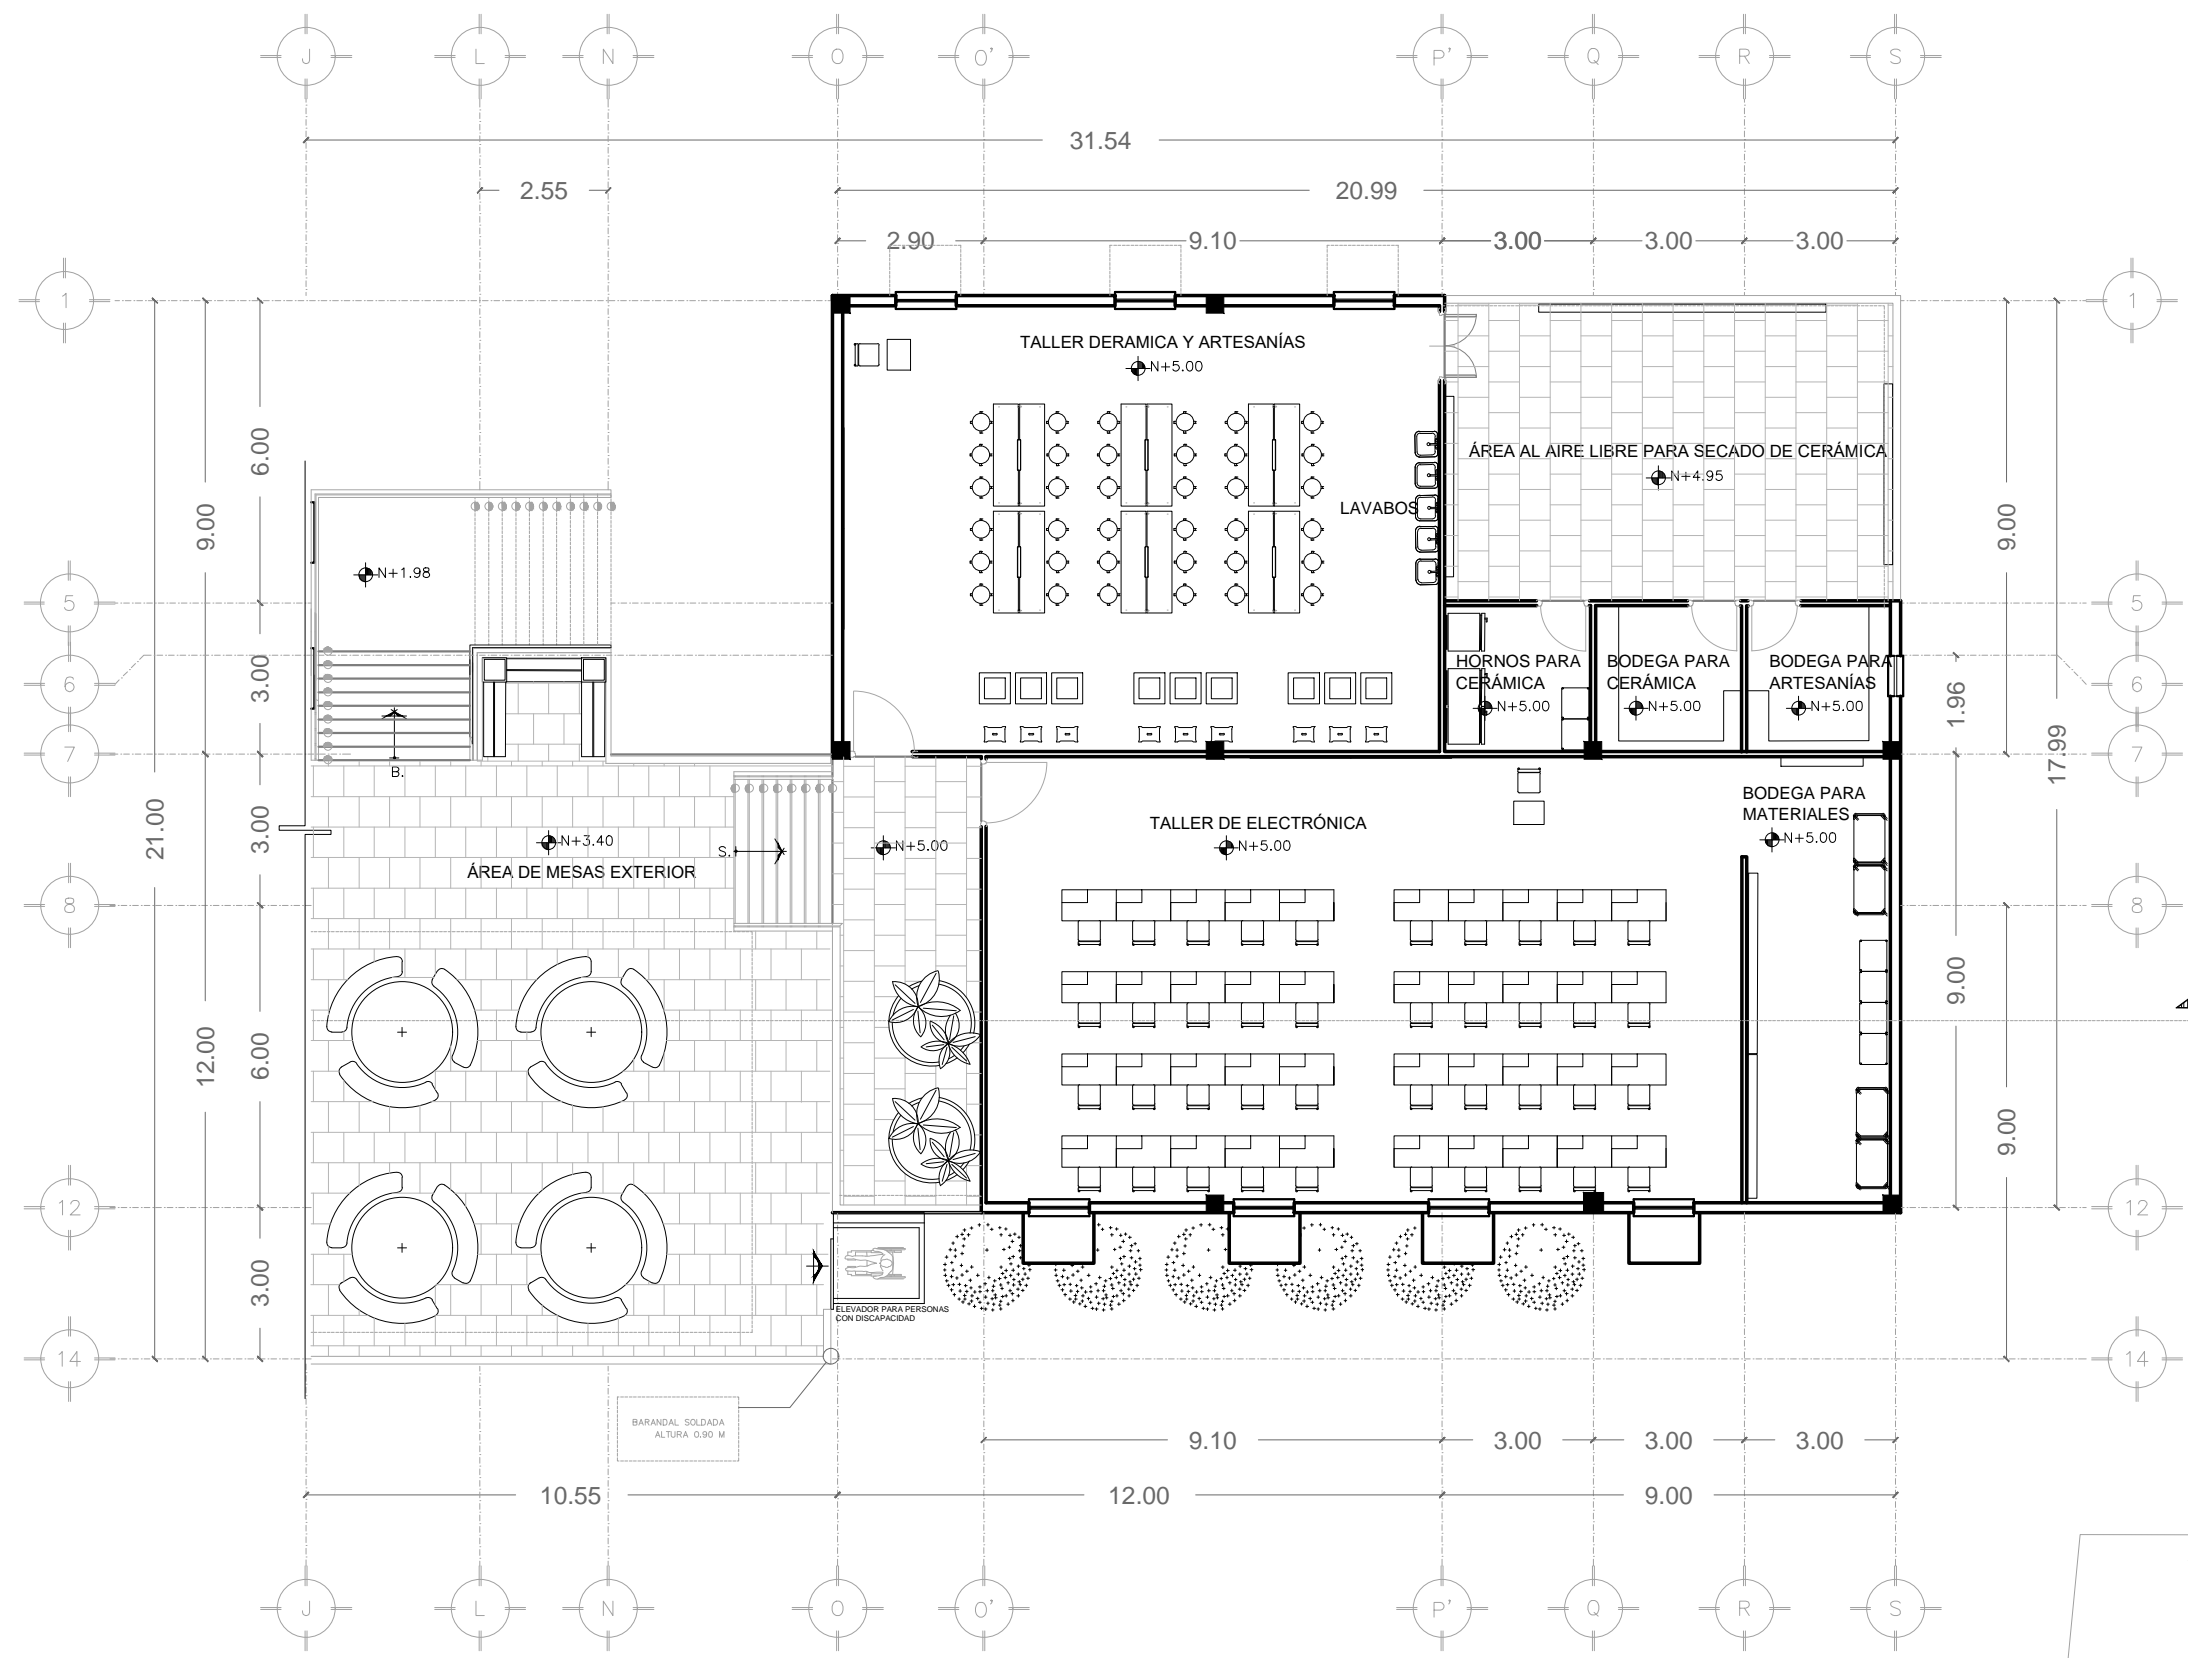 J L N O O' P' Q R S
31.54
2.55 20.99
2.90 9.10 3.00 3.00 3.00
1 1
TALLER DERAMICA Y ARTESANÍAS
N+5.00
6.00
ÁREA AL AIRE LIBRE PARA SECADO DE CERÁMICA
N+4.95
LAVABOS
9.00 9.00
N+1.98
5 5
HORNOS PARA
CERÁMICA
N+5.00
BODEGA PARA
CERÁMICA
N+5.00
BODEGA PARA
ARTESANÍAS
N+5.00
6 3.00 1.96 6
7 7
B.
17.99
BODEGA PARA
MATERIALES
N+5.00
TALLER DE ELECTRÓNICA
N+5.00
21.00 3.00
N+3.40
ÁREA DE MESAS EXTERIOR
S.
N+5.00
8 8
9.00
12.00 6.00
9.00
12 12
3.00
ELEVADOR PARA PERSONAS
CON DISCAPACIDAD
14 14
BARANDAL SOLDADA
ALTURA 0.90 M
9.10 3.00 3.00 3.00
10.55 12.00 9.00
J L N O O' P' Q R S